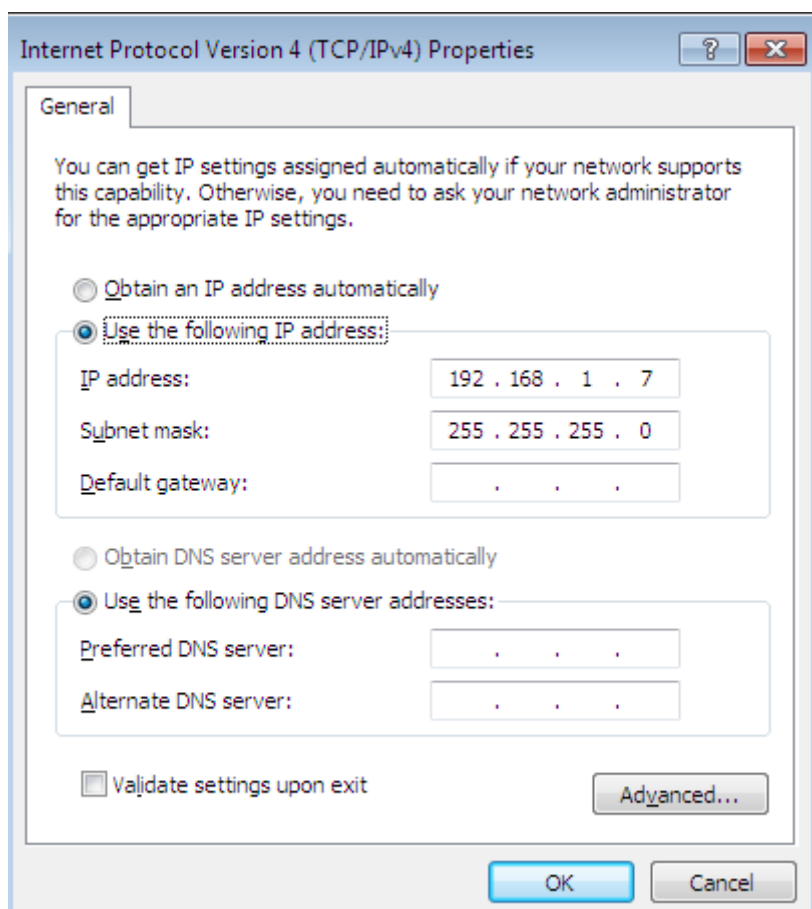 Internet Protocol Version 4 (TCP/IPv4) Properties
General
You can get IP settings assigned automatically if your network supports
this capability. Otherwise, you need to ask your network administrator
for the appropriate IP settings.
Obtain an IP address automatically
Use the following IP address:
IP address: 192 . 168 . 1 . 7
Subnet mask: 255 . 255 . 255 . 0
Default gateway: . . .
Obtain DNS server address automatically
Use the following DNS server addresses:
Preferred DNS server: . . .
Alternate DNS server: . . .
Validate settings upon exit
Advanced...
OK Cancel